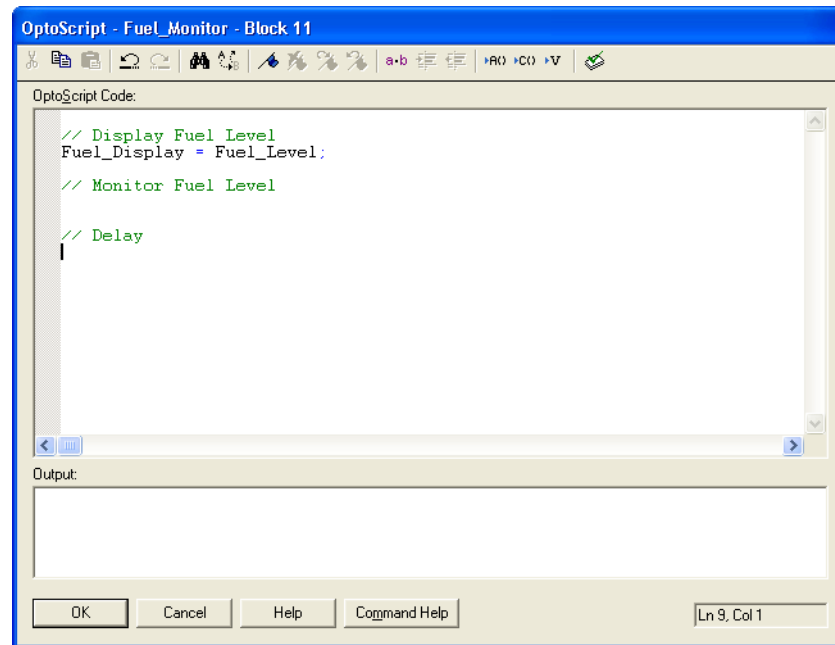 OptoScript - Fuel_Monitor - Block 11
a•b A() C() V
OptoScript Code:
// Display Fuel Level
Fuel_Display = Fuel_Level;
// Monitor Fuel Level
// Delay
Output:
OK Cancel Help Command Help Ln 9, Col 1